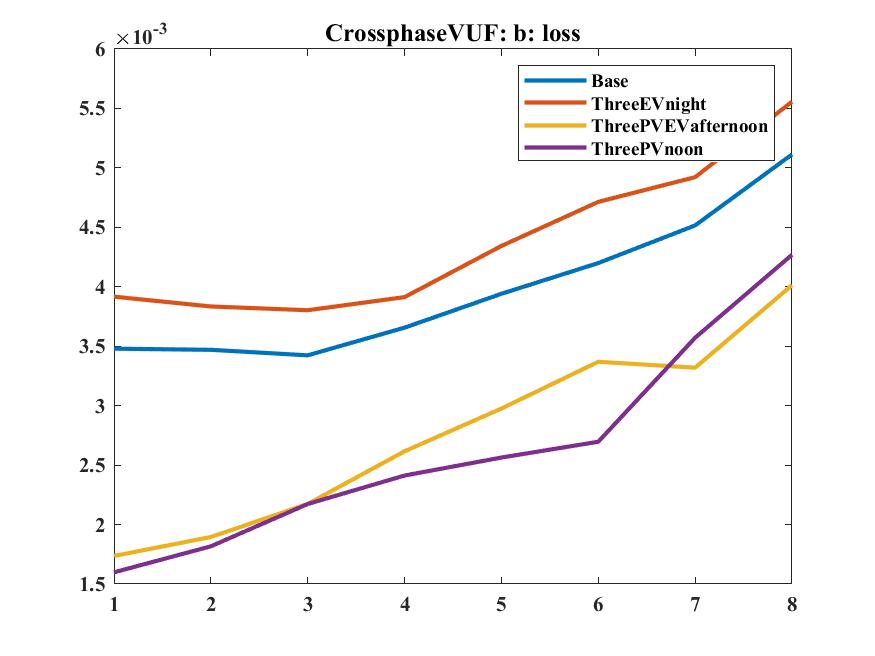 CrossphaseVUF: b: loss
×10-3
6
5.5
5
4.5
4
3.5
3
2.5
2
1.5
1 2 3 4 5 6 7 8
Base
ThreeEVnight
ThreePVEVafternoon
ThreePVnoon